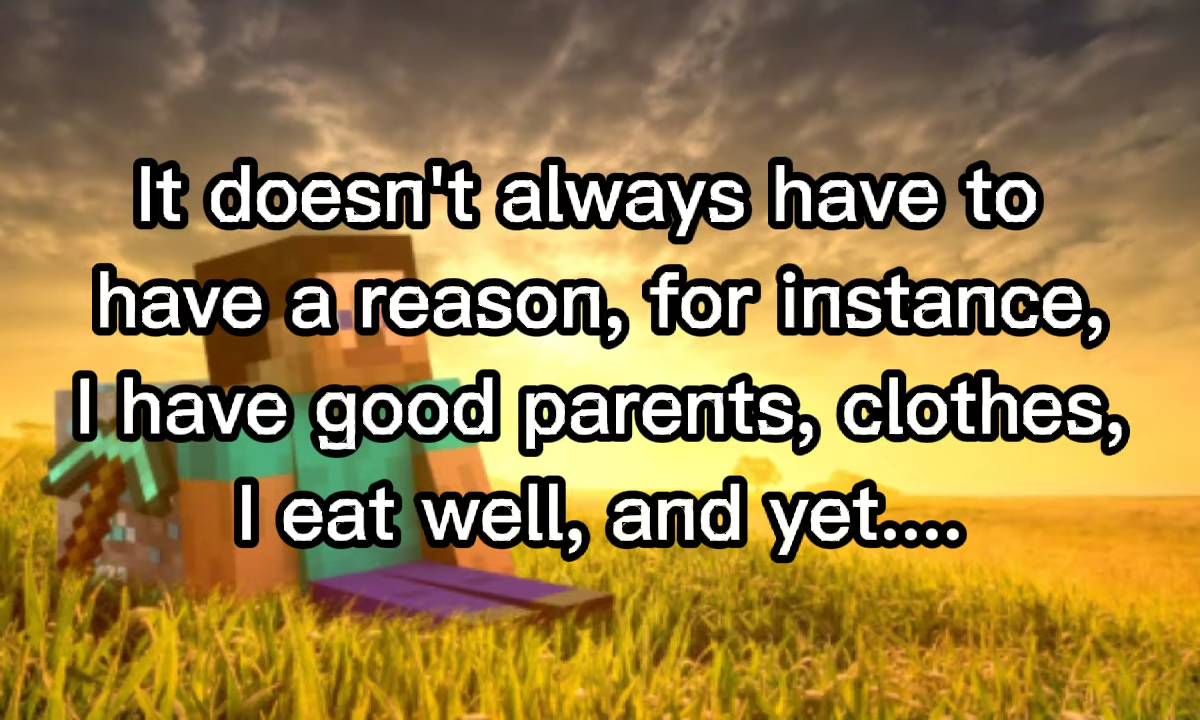 It doesn't always have to
have a reason, for instance,
I have good parents, clothes,
I eat well, and yet....